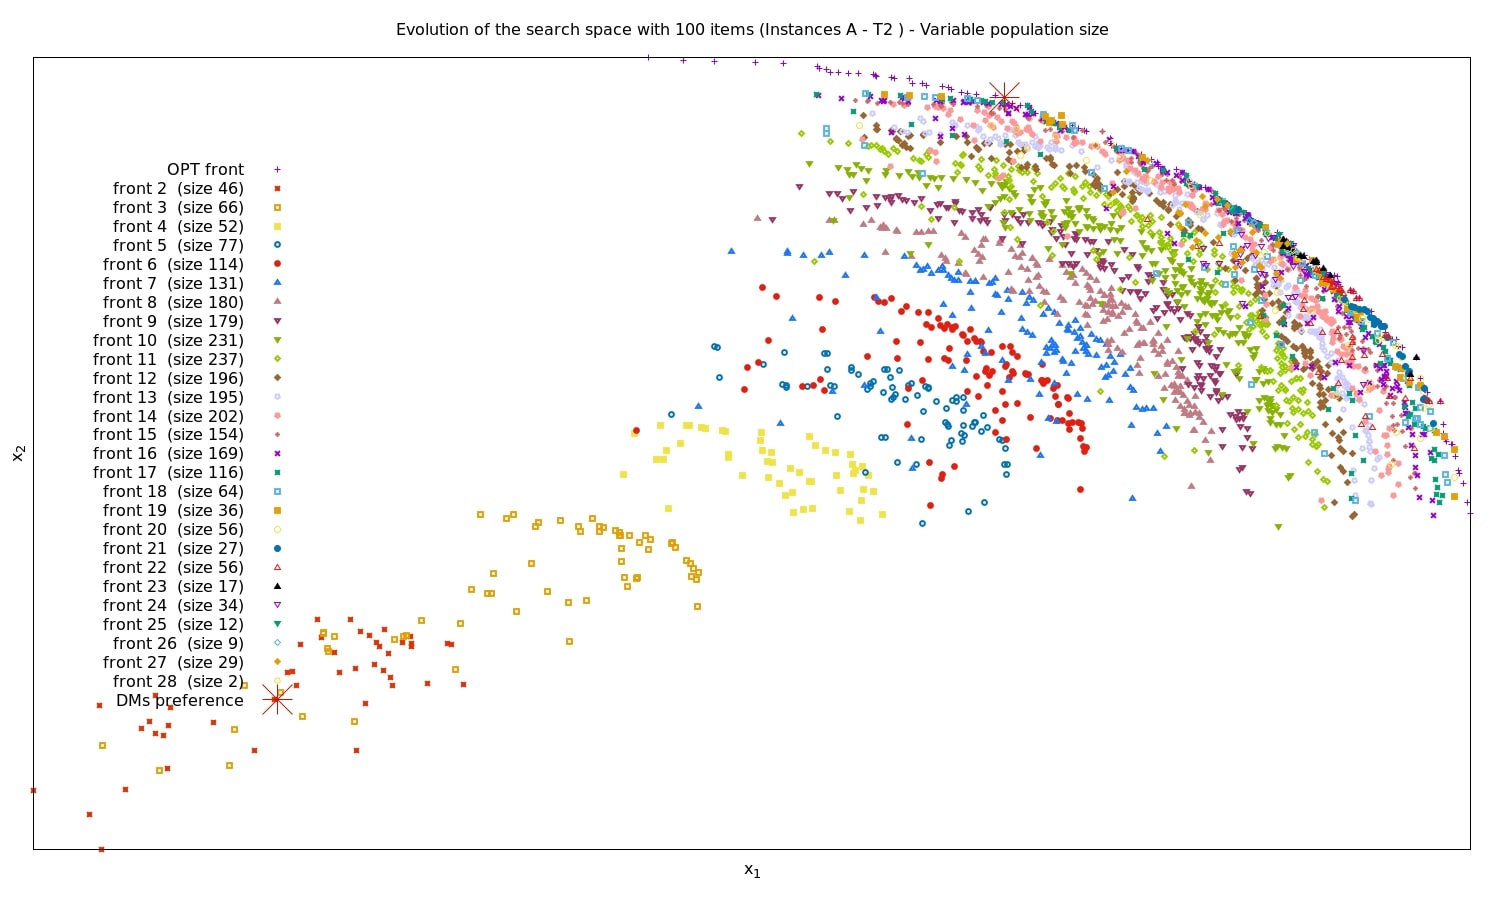 Evolution of the search space with 100 items (Instances A - T2 ) - Variable population size
OPT front
front 2 (size 46)
front 3 (size 66)
front 4 (size 52)
front 5 (size 77)
front 6 (size 114)
front 7 (size 131)
front 8 (size 180)
front 9 (size 179)
front 10 (size 231)
front 11 (size 237)
front 12 (size 196)
front 13 (size 195)
front 14 (size 202)
front 15 (size 154)
front 16 (size 169)
front 17 (size 116)
front 18 (size 64)
front 19 (size 36)
front 20 (size 56)
front 21 (size 27)
front 22 (size 56)
front 23 (size 17)
front 24 (size 34)
front 25 (size 12)
front 26 (size 9)
front 27 (size 29)
front 28 (size 2)
DMs preference
x2
x1